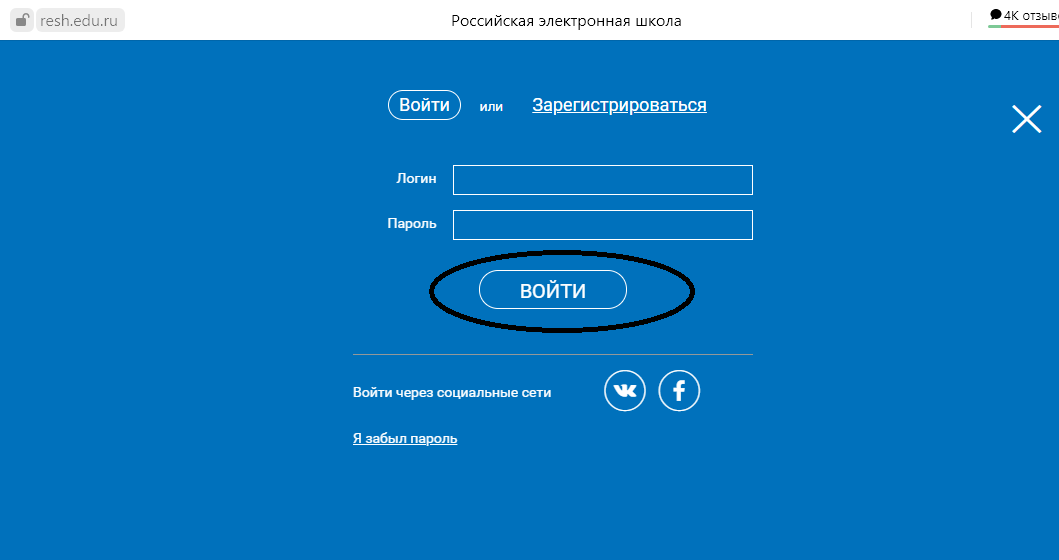 resh.edu.ru Российская электронная школа 4К отзыв
Войти или Зарегистрироваться
Логин
Пароль
ВОЙТИ
Войти через социальные сети
Я забыл пароль